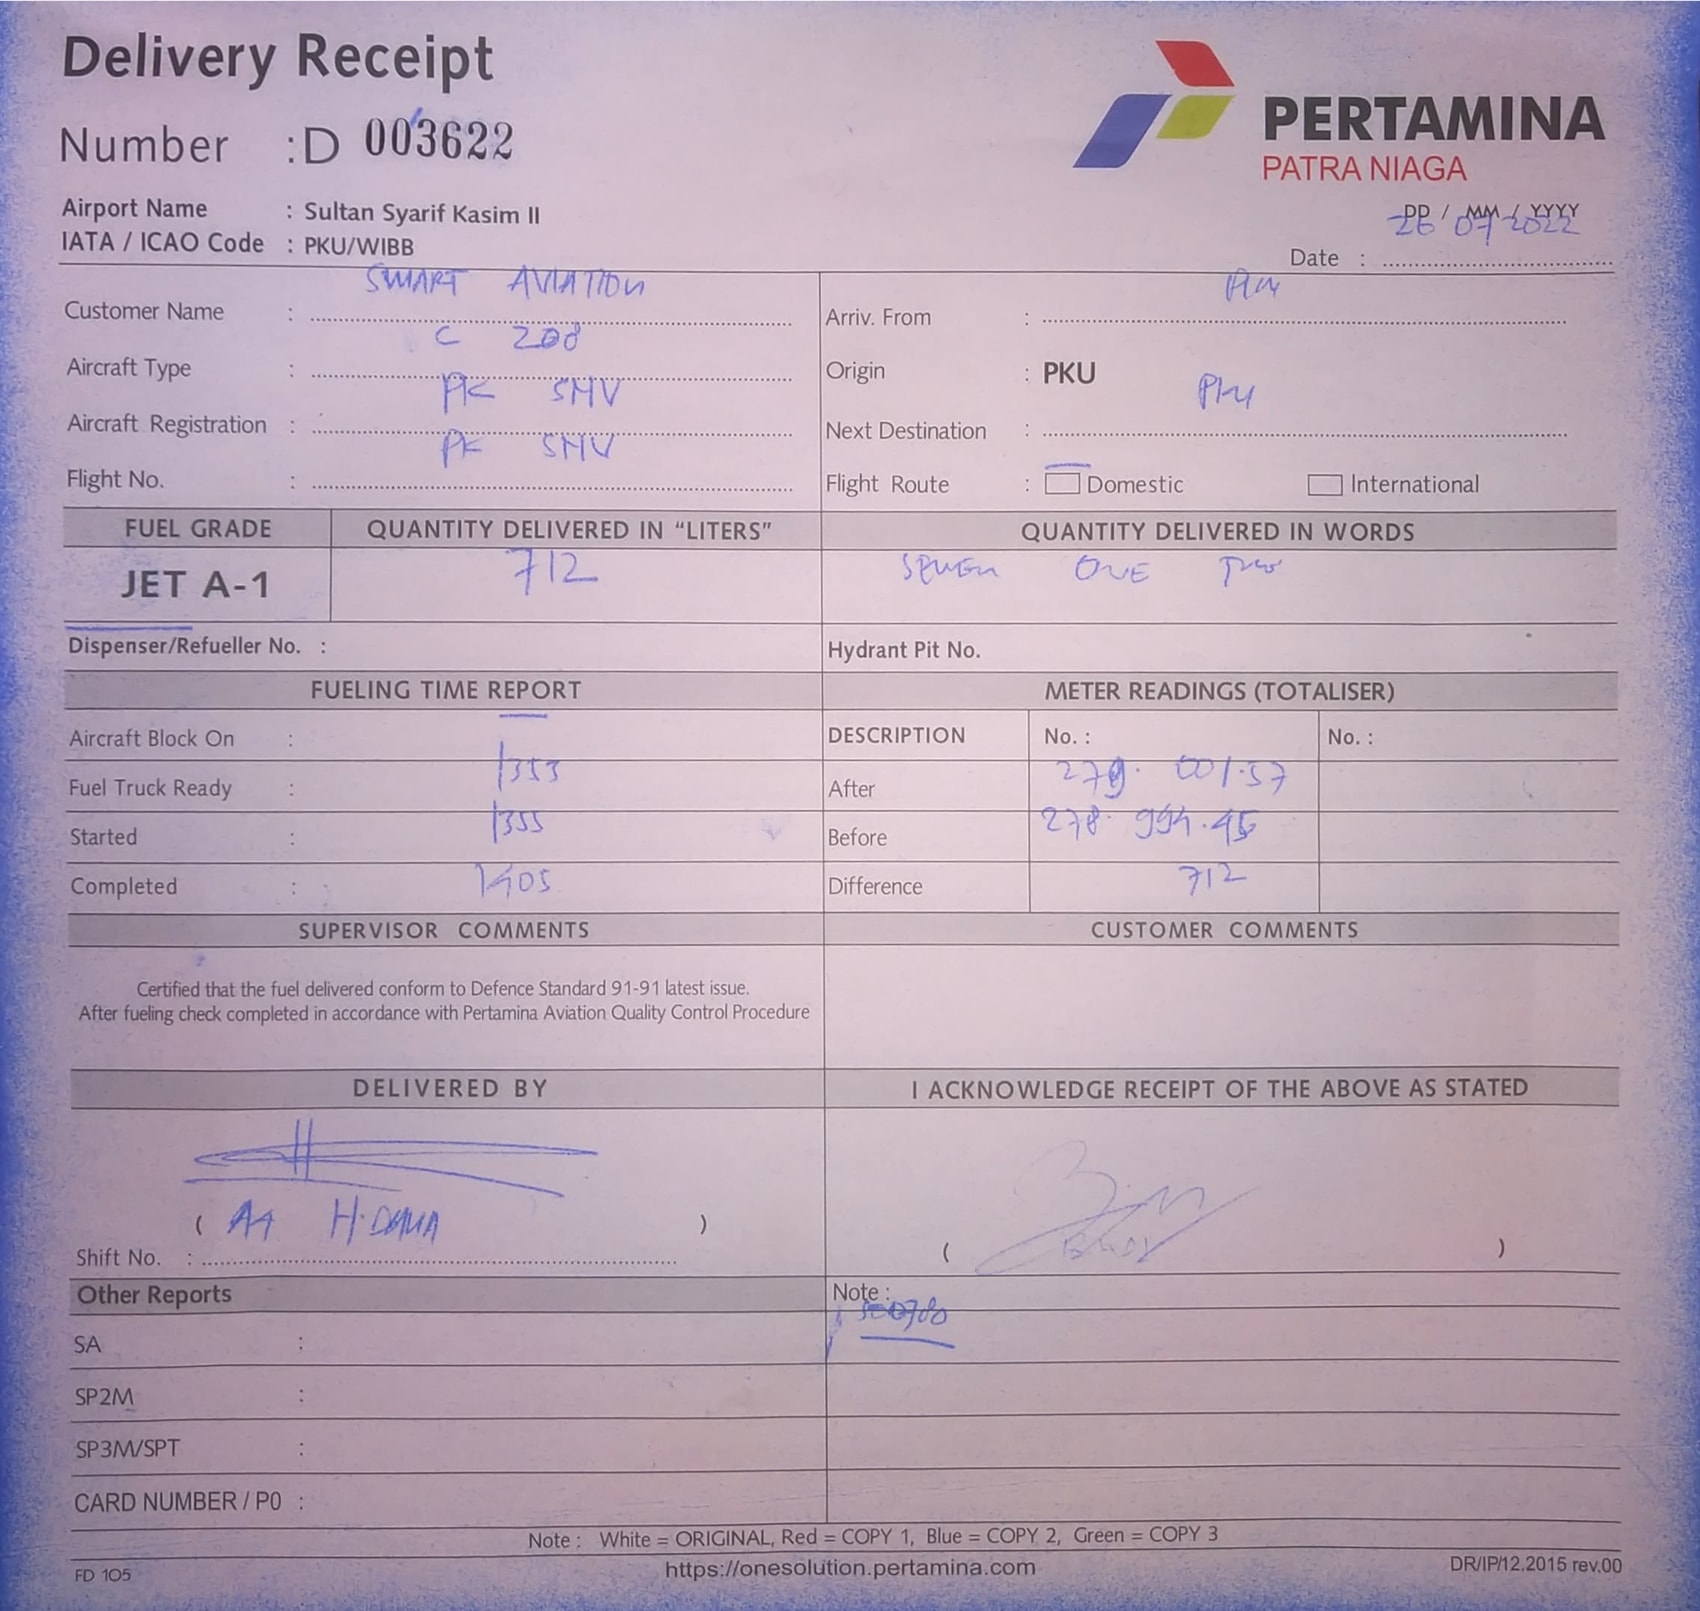 Delivery Receipt
Number : D 003622
PERTAMINA
PATRA NIAGA
Airport Name : Sultan Syarif Kasim II
IATA / ICAO Code : PKU/WIBB
DD / MM / YYYY
Date : 26 07 2022
Customer Name : SMART AVIATION
Aircraft Type : C 208
Aircraft Registration : PK SMV
Flight No. : PK SMV
Arriv. From : PKU
Origin : PKU
Next Destination : PKU
Flight Route : Domestic International
FUEL GRADE QUANTITY DELIVERED IN “LITERS” QUANTITY DELIVERED IN WORDS
JET A-1 712 SEVEN ONE TWO
Dispenser/Refueller No. : Hydrant Pit No.
FUELING TIME REPORT METER READINGS (TOTALISER)
Aircraft Block On : DESCRIPTION No. : No. :
Fuel Truck Ready : 1353 After 279. 001.57
Started : 1355 Before 278. 994.45
Completed : 1405 Difference 712
SUPERVISOR COMMENTS CUSTOMER COMMENTS
Certified that the fuel delivered conform to Defence Standard 91-91 latest issue.
After fueling check completed in accordance with Pertamina Aviation Quality Control Procedure
DELIVERED BY I ACKNOWLEDGE RECEIPT OF THE ABOVE AS STATED
( )
Shift No. :
( )
Other Reports Note :
SA :
SP2M :
SP3M/SPT :
CARD NUMBER / P0 :
Note : White = ORIGINAL, Red = COPY 1, Blue = COPY 2, Green = COPY 3
FD 105 https://onesolution.pertamina.com DR/IP/12.2015 rev.00